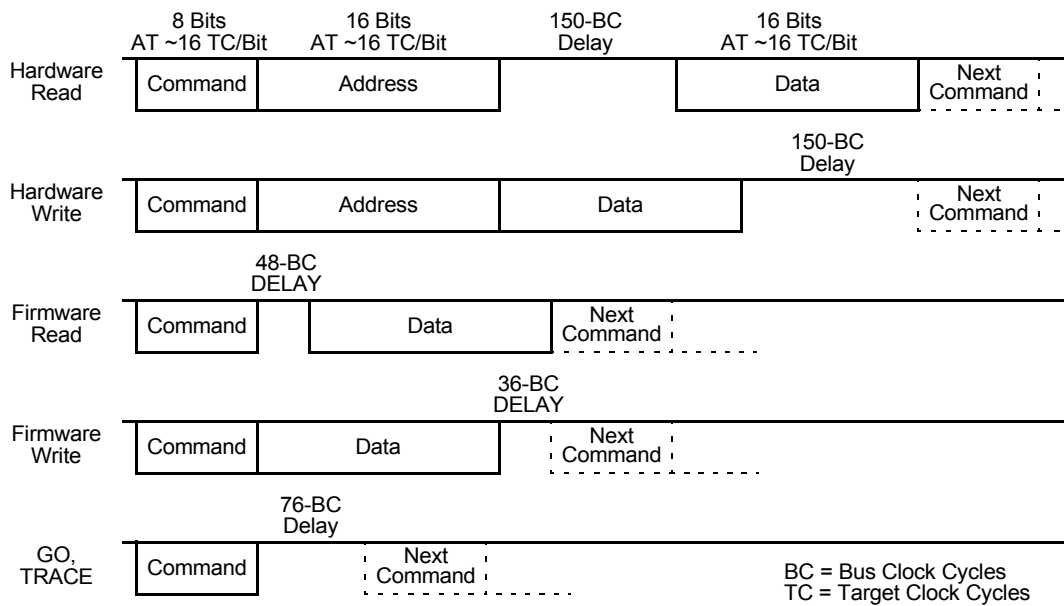 8 Bits
AT ~16 TC/Bit
16 Bits
AT ~16 TC/Bit
150-BC
Delay
16 Bits
AT ~16 TC/Bit
Hardware
Read
Command
Address
Data
Next
Command
150-BC
Delay
Hardware
Write
Command
Address
Data
Next
Command
48-BC
DELAY
Firmware
Read
Command
Data
Next
Command
36-BC
DELAY
Firmware
Write
Command
Data
Next
Command
76-BC
Delay
GO,
TRACE
Command
Next
Command
BC = Bus Clock Cycles
TC = Target Clock Cycles